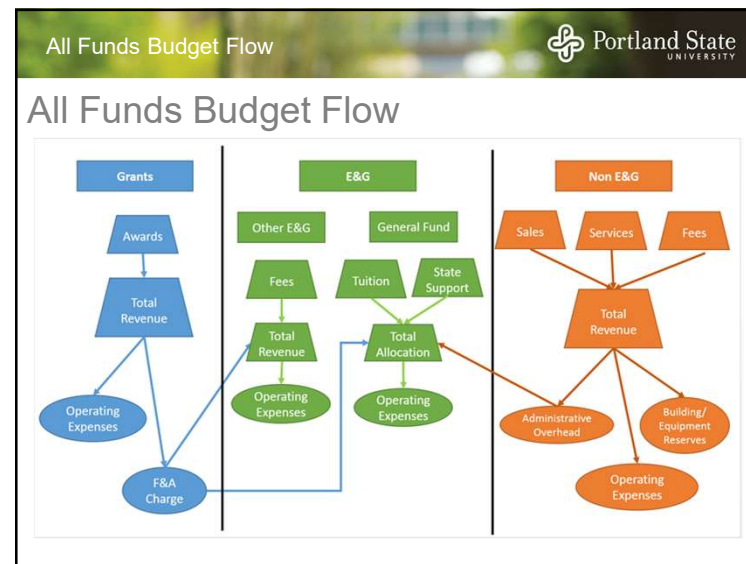 All Funds Budget Flow
Portland State
UNIVERSITY
All Funds Budget Flow
Grants
E&G
Non E&G
Awards
Other E&G
General Fund
Sales
Services
Fees
Total
Revenue
Fees
Tuition
State
Support
Total
Revenue
Total
Revenue
Total
Allocation
Operating
Expenses
Operating
Expenses
Operating
Expenses
Administrative
Overhead
Building/
Equipment
Reserves
F&A
Charge
Operating
Expenses